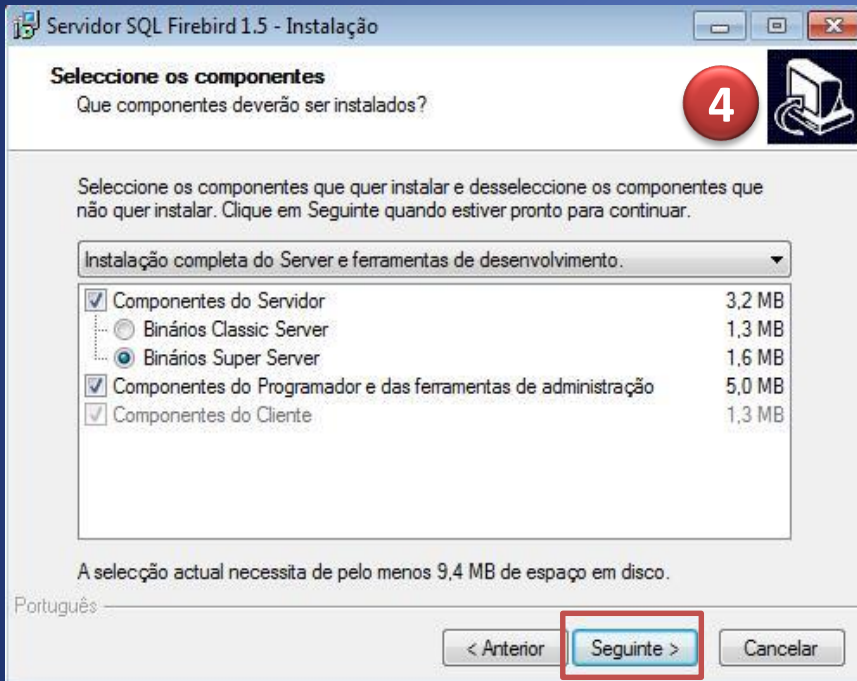 Servidor SQL Firebird 1.5 - Instalação
Seleccione os componentes
Que componentes deverão ser instalados?
4
Seleccione os componentes que quer instalar e desseleccione os componentes que
não quer instalar. Clique em Seguinte quando estiver pronto para continuar.
Instalação completa do Server e ferramentas de desenvolvimento.
Componentes do Servidor 3,2 MB
Binários Classic Server 1,3 MB
Binários Super Server 1,6 MB
Componentes do Programador e das ferramentas de administração 5,0 MB
Componentes do Cliente 1,3 MB
A selecção actual necessita de pelo menos 9,4 MB de espaço em disco.
Português
< Anterior Seguinte > Cancelar